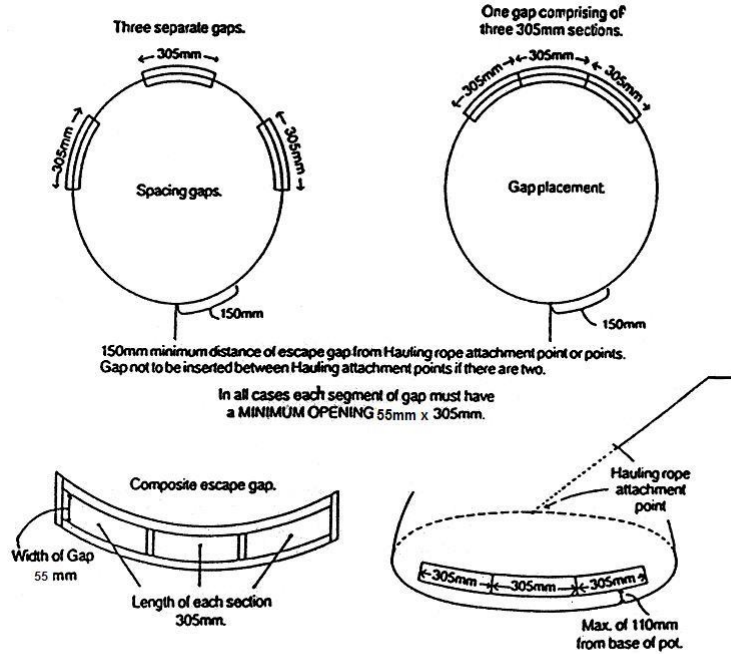 Three separate gaps.
305mm
305mm
305mm
Spacing gaps.
150mm
One gap comprising of
three 305mm sections.
305mm
305mm
305mm
Gap placement.
150mm
150mm minimum distance of escape gap from Hauling rope attachment point or points.
Gap not to be inserted between Hauling attachment points if there are two.
In all cases each segment of gap must have
a MINIMUM OPENING 55mm x 305mm.
Composite escape gap.
Width of Gap
55 mm
Length of each section
305mm.
Hauling rope
attachment
point
305mm
305mm
305mm
Max. of 110mm
from base of pot.